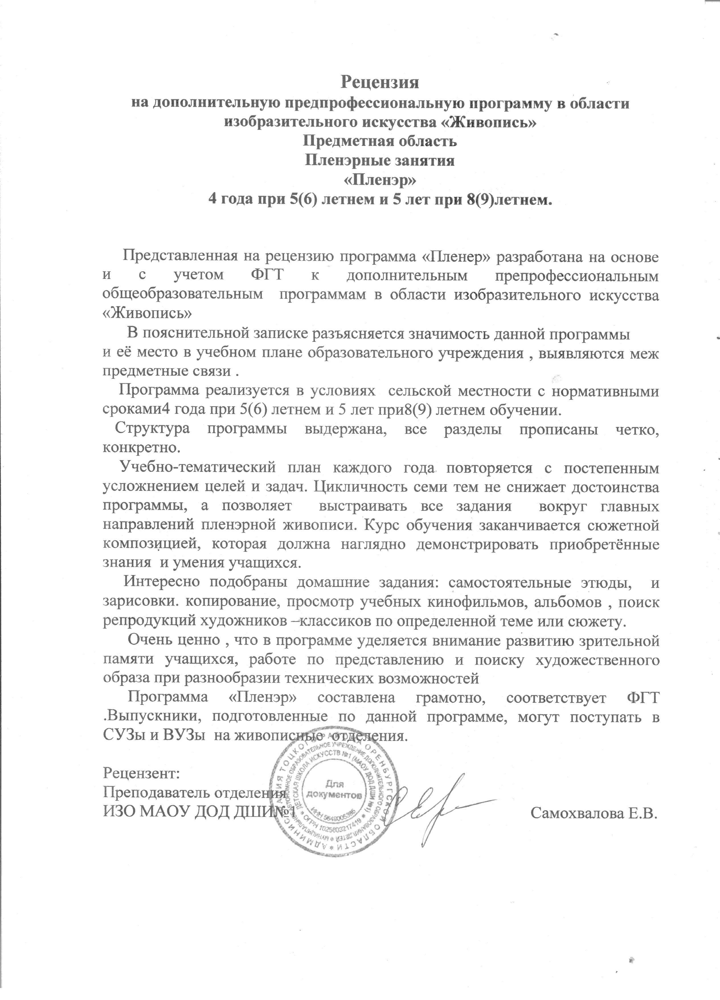 Рецензия
на дополнительную предпрофессиональную программу в области
изобразительного искусства «Живопись»
Предметная область
Пленэрные занятия
«Пленэр»
4 года при 5(6) летнем и 5 лет при 8(9)летнем.
Представленная на рецензию программа «Пленер» разработана на основе
и с учетом ФГТ к дополнительным препрофессиональным
общеобразовательным программам в области изобразительного искусства
«Живопись»
В пояснительной записке разъясняется значимость данной программы
и её место в учебном плане образовательного учреждения , выявляются меж
предметные связи .
Программа реализуется в условиях сельской местности с нормативными
сроками4 года при 5(6) летнем и 5 лет при8(9) летнем обучении.
Структура программы выдержана, все разделы прописаны четко,
конкретно.
Учебно-тематический план каждого года повторяется с постепенным
усложнением целей и задач. Цикличность семи тем не снижает достоинства
программы, а позволяет выстраивать все задания вокруг главных
направлений пленэрной живописи. Курс обучения заканчивается сюжетной
композицией, которая должна наглядно демонстрировать приобретённые
знания и умения учащихся.
Интересно подобраны домашние задания: самостоятельные этюды, и
зарисовки. копирование, просмотр учебных кинофильмов, альбомов , поиск
репродукций художников –классиков по определенной теме или сюжету.
Очень ценно , что в программе уделяется внимание развитию зрительной
памяти учащихся, работе по представлению и поиску художественного
образа при разнообразии технических возможностей
Программа «Пленэр» составлена грамотно, соответствует ФГТ
.Выпускники, подготовленные по данной программе, могут поступать в
СУЗы и ВУЗы на живописные отделения.
Рецензент:
Преподаватель отделения
ИЗО МАОУ ДОД ДШИ№1 Самохвалова Е.В.
АДМИНИСТРАЦИЯ ТОЦКОГО РАЙОНА ОРЕНБУРГСКОЙ ОБЛАСТИ *
МУНИЦИПАЛЬНОЕ АВТОНОМНОЕ ОБРАЗОВАТЕЛЬНОЕ УЧРЕЖДЕНИЕ ДОПОЛНИТЕЛЬНОГО ОБРАЗОВАНИЯ ДЕТЕЙ *
ДЕТСКАЯ ШКОЛА ИСКУССТВ №1 (МАОУ ДОД ДШИ №1) *
ОГРН 1025603217419 *
ИНН 5649005385
Для
документов